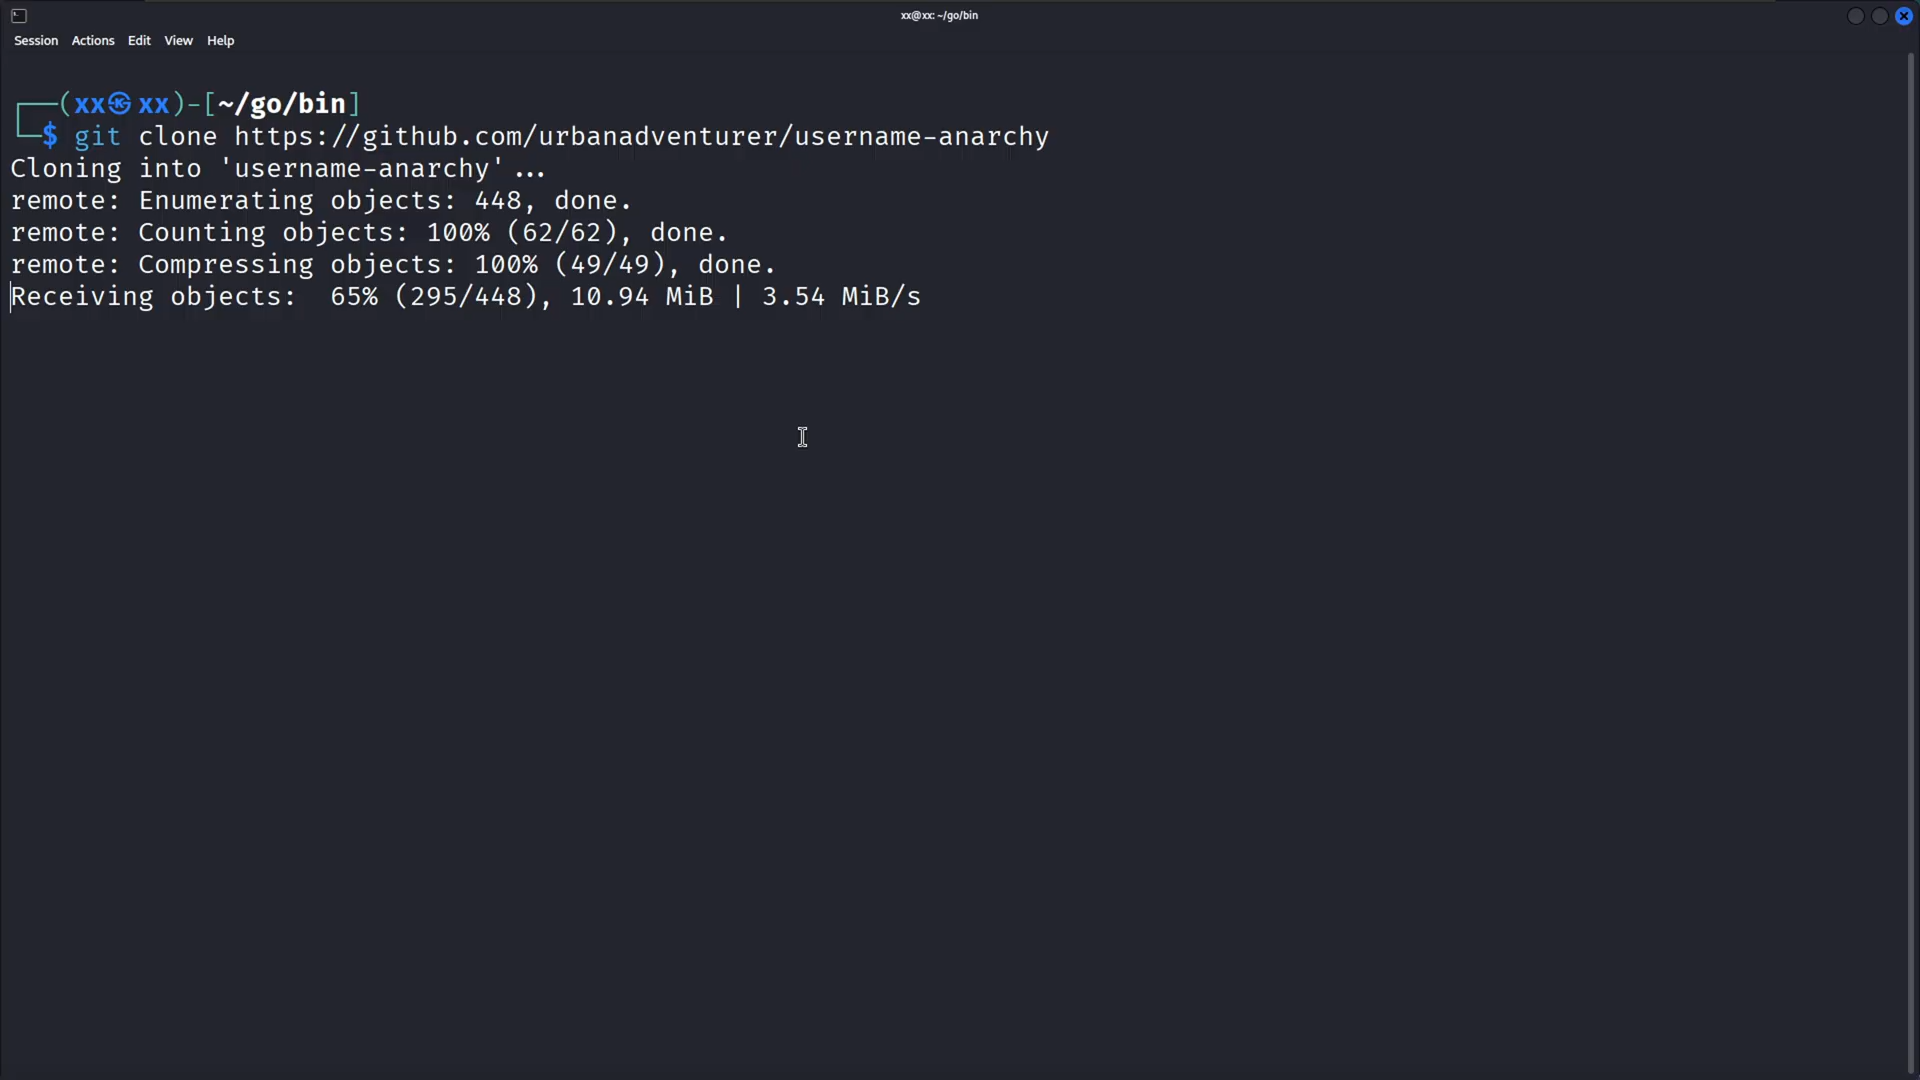 xx@xx: ~/go/bin
Session Actions Edit View Help
┌──(xx㉿xx)-[~/go/bin]
└─$ git clone https://github.com/urbanadventurer/username-anarchy
Cloning into 'username-anarchy'...
remote: Enumerating objects: 448, done.
remote: Counting objects: 100% (62/62), done.
remote: Compressing objects: 100% (49/49), done.
Receiving objects:  65% (295/448), 10.94 MiB | 3.54 MiB/s